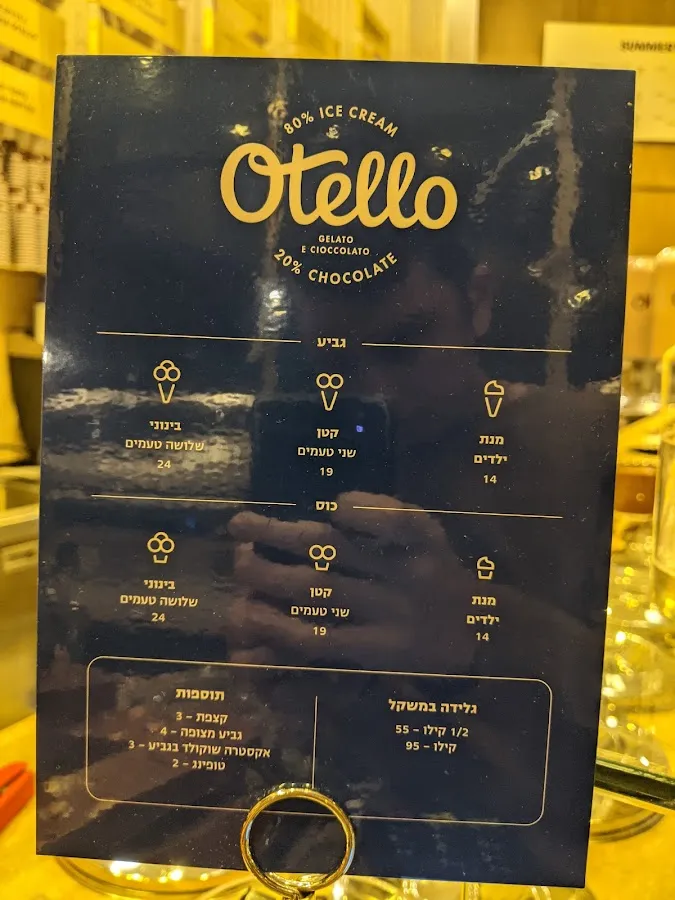 80% ICE CREAM
Otello
GELATO
E CIOCCOLATO
20% CHOCOLATE
גביע
מנת
ילדים
14
קטן
שני טעמים
19
בינוני
שלושה טעמים
24
כוס
מנת
ילדים
14
קטן
שני טעמים
19
בינוני
שלושה טעמים
24
גלידה במשקל
1/2 קילו – 55
קילו – 95
תוספות
קצפת – 3
גביע מצופה – 4
אקסטרה שוקולד בגביע – 3
טופינג – 2